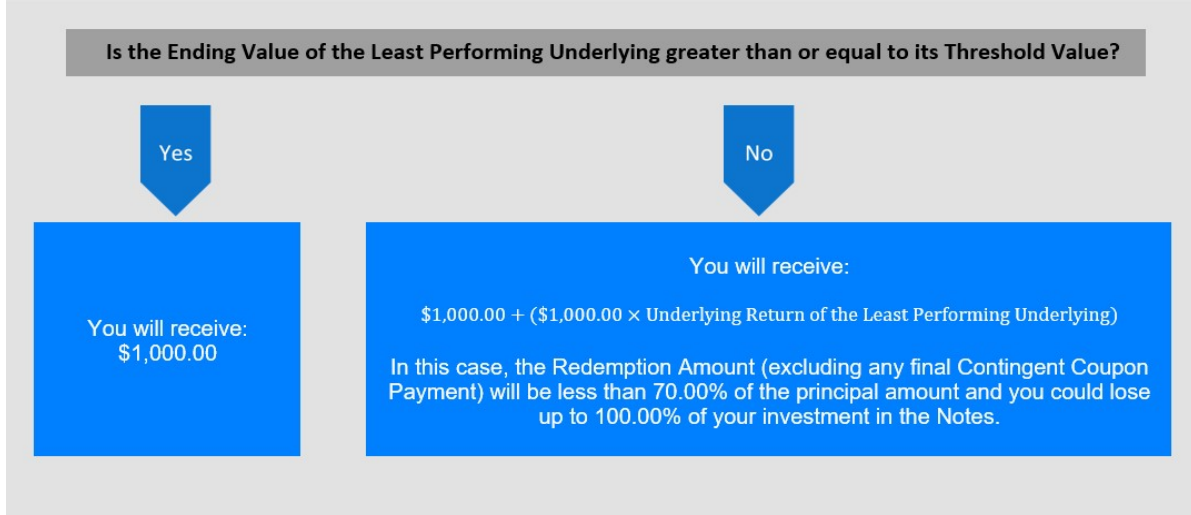 Is the Ending Value of the Least Performing Underlying greater than or equal to its Threshold Value?
Yes
No
You will receive:
$1,000.00
You will receive:
$1,000.00 + ($1,000.00 × Underlying Return of the Least Performing Underlying)
In this case, the Redemption Amount (excluding any final Contingent Coupon
Payment) will be less than 70.00% of the principal amount and you could lose
up to 100.00% of your investment in the Notes.